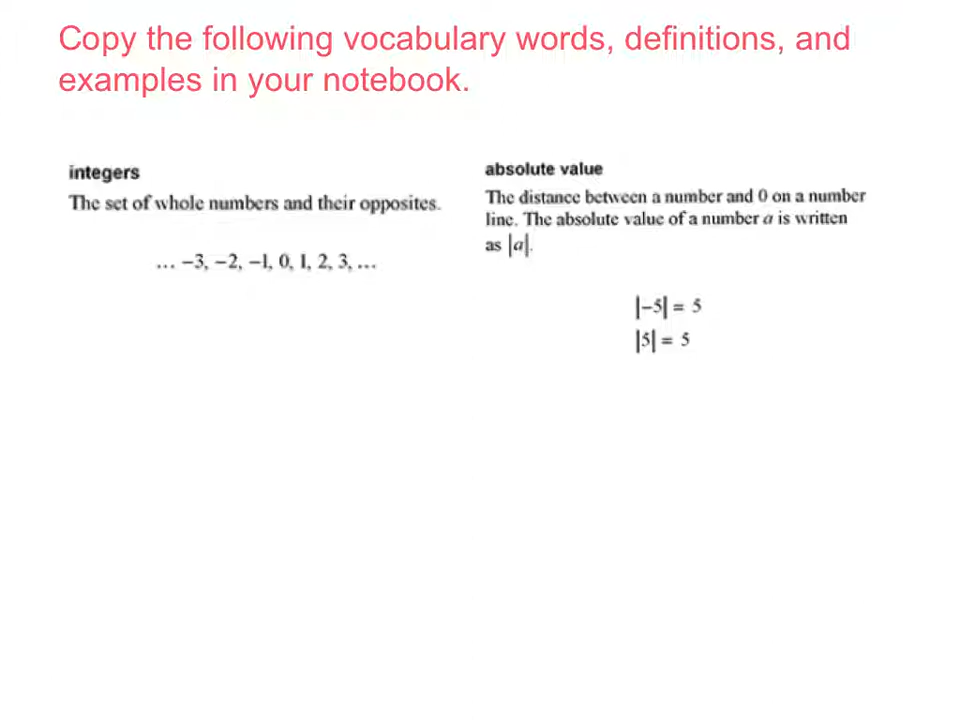 Copy the following vocabulary words, definitions, and
examples in your notebook.
integers
The set of whole numbers and their opposites.
... −3, −2, −1, 0, 1, 2, 3, ...
absolute value
The distance between a number and 0 on a number
line. The absolute value of a number a is written
as |a|.
|−5| = 5
|5| = 5